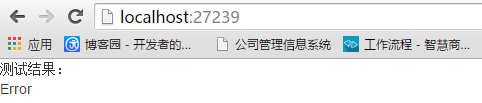 localhost:27239
应用 博客园 - 开发者的... 公司管理信息系统 工作流程 - 智慧商...
测试结果：
Error